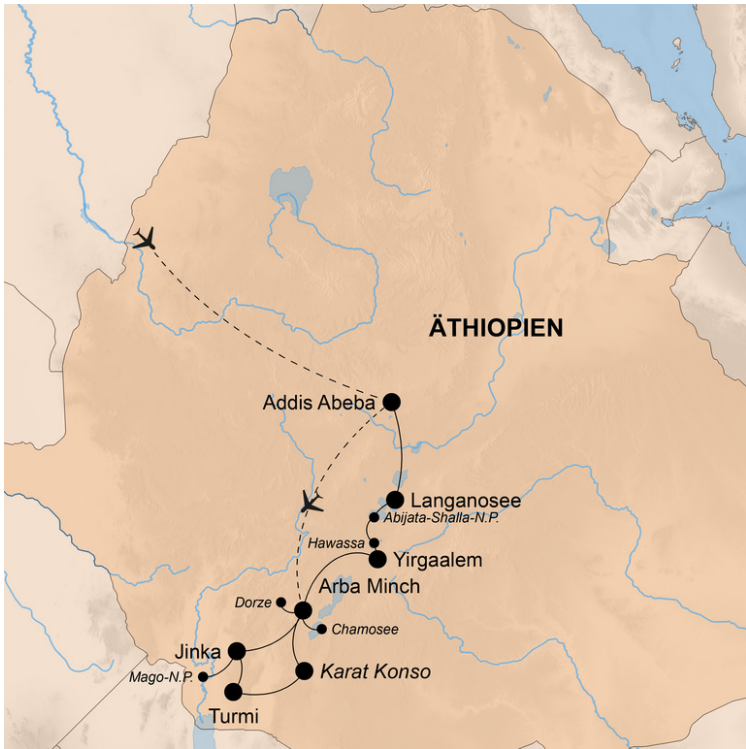 ÄTHIOPIEN
Addis Abeba
Langanosee
Abijata-Shalla-N.P.
Hawassa
Yirgaalem
Arba Minch
Dorze
Chamosee
Jinka
Mago-N.P.
Karat Konso
Turmi